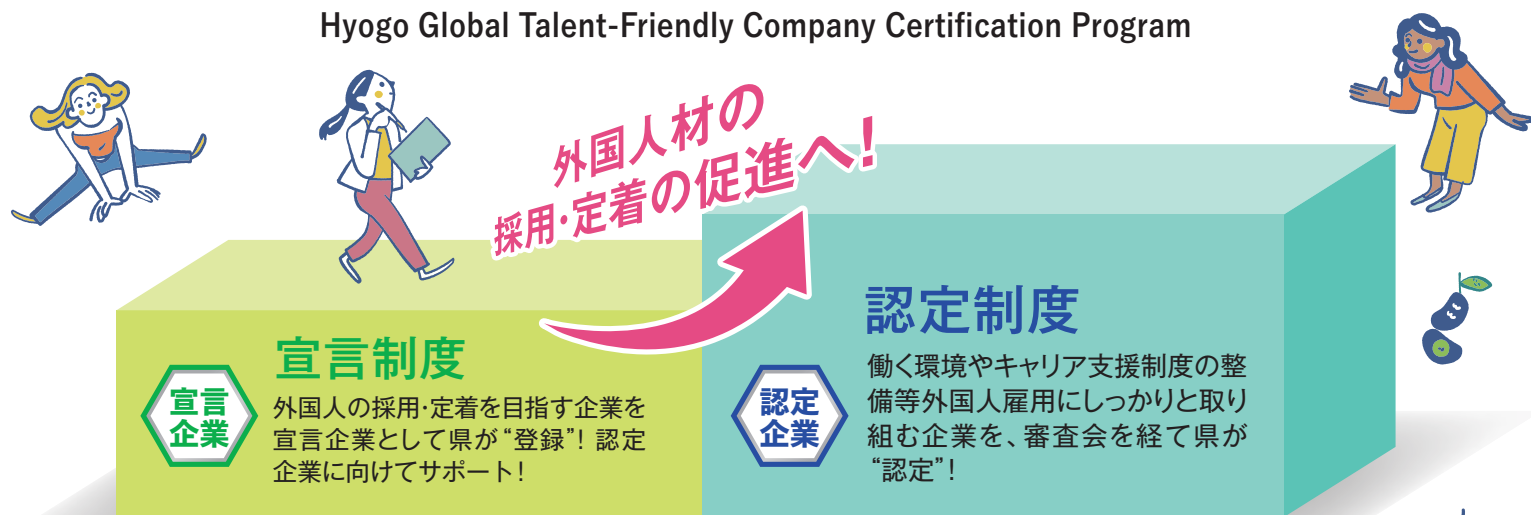 Hyogo Global Talent-Friendly Company Certification Program
外国人材の
採用・定着の促進へ!
宣言制度
宣言
企業
外国人の採用・定着を目指す企業を
宣言企業として県が“登録”! 認定
企業に向けてサポート!
認定制度
認定
企業
働く環境やキャリア支援制度の整
備等外国人雇用にしっかりと取り
組む企業を、審査会を経て県が
“認定”!